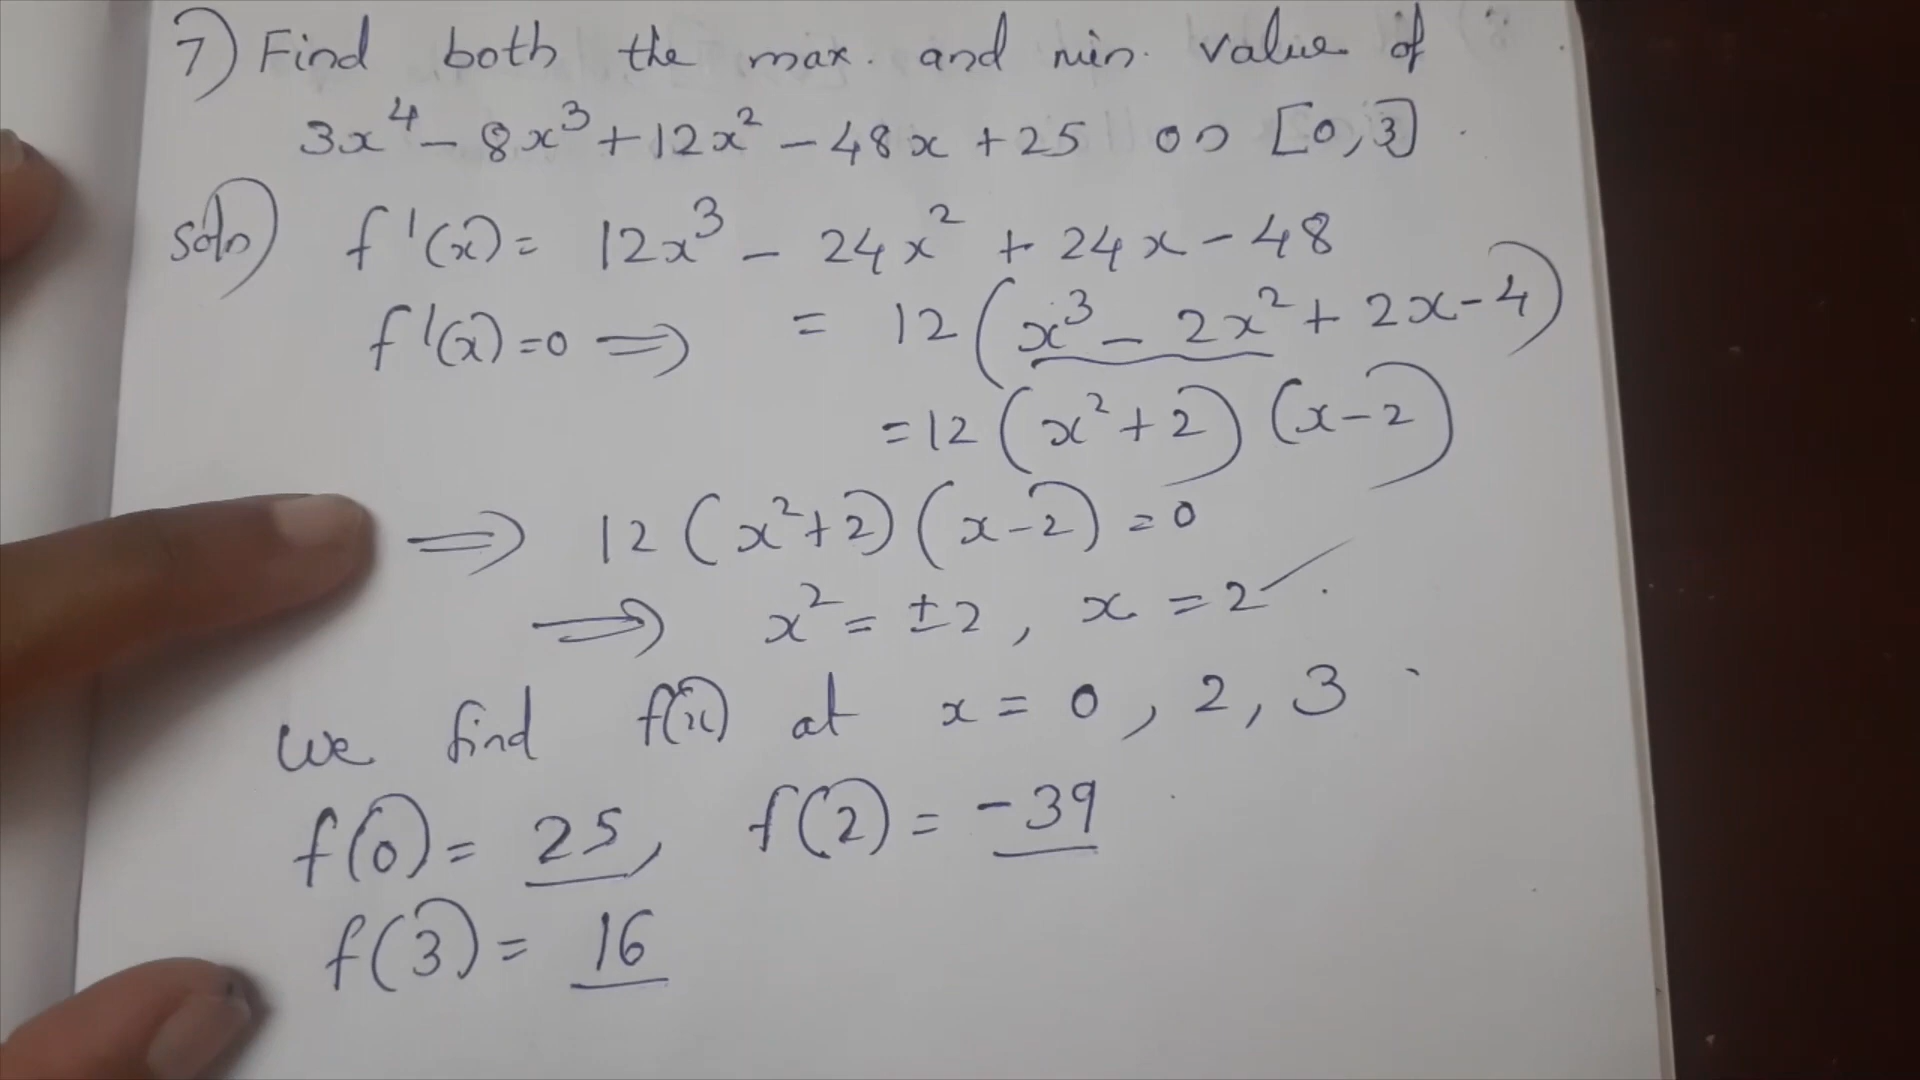 7) Find both the max. and min. value of
3x⁴ - 8x³ + 12x² - 48x + 25 on [0,3].
soln) f'(x) = 12x³ - 24x² + 24x - 48
f'(x) = 0 ⟹ = 12(x³ - 2x² + 2x - 4)
= 12(x² + 2)(x - 2)
⟹ 12(x² + 2)(x - 2) = 0
⟹ x² = ±2, x = 2 ✓.
We find f(x) at x = 0, 2, 3.
f(0) = 25, f(2) = -39
f(3) = 16